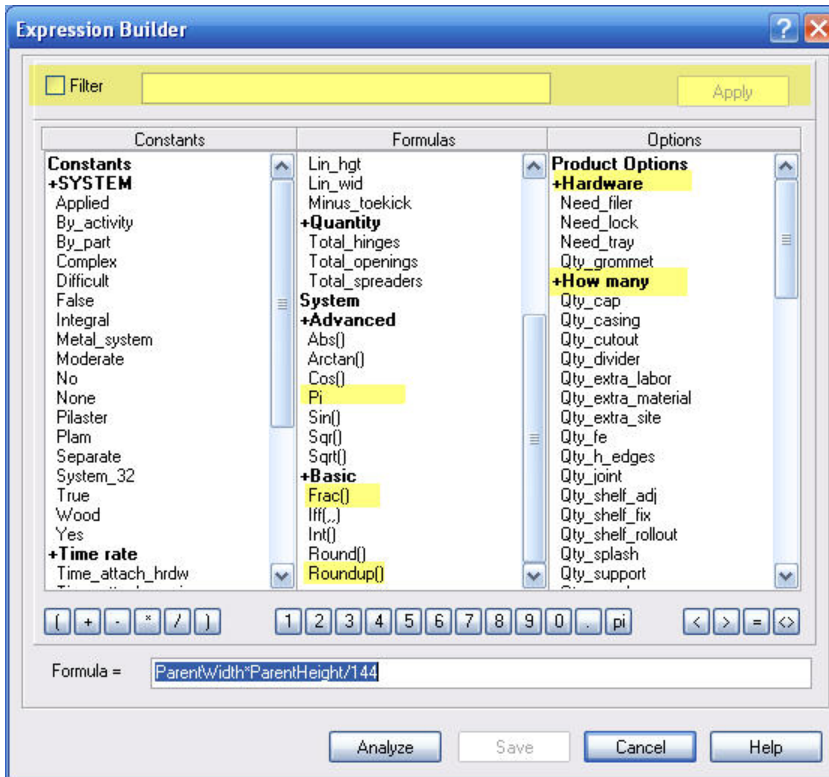 Expression Builder
Filter
Apply
Constants
Constants
+SYSTEM
Applied
By_activity
By_part
Complex
Difficult
False
Integral
Metal_system
Moderate
No
None
Pilaster
Plam
Separate
System_32
True
Wood
Yes
+Time rate
Time_attach_hrdw
Formulas
Lin_hgt
Lin_wid
Minus_toekick
+Quantity
Total_hinges
Total_openings
Total_spreaders
System
+Advanced
Abs()
Arctan()
Cos()
Pi
Sin()
Sqr()
Sqrt()
+Basic
Frac()
Iff(,,)
Int()
Round()
Roundup()
Options
Product Options
+Hardware
Need_filer
Need_lock
Need_tray
Qty_grommet
+How many
Qty_cap
Qty_casing
Qty_cutout
Qty_divider
Qty_extra_labor
Qty_extra_material
Qty_extra_site
Qty_fe
Qty_h_edges
Qty_joint
Qty_shelf_adj
Qty_shelf_fix
Qty_shelf_rollout
Qty_splash
Qty_support
( + - * / ) 1 2 3 4 5 6 7 8 9 0 . pi < > = <>
Formula = ParentWidth*ParentHeight/144
Analyze Save Cancel Help